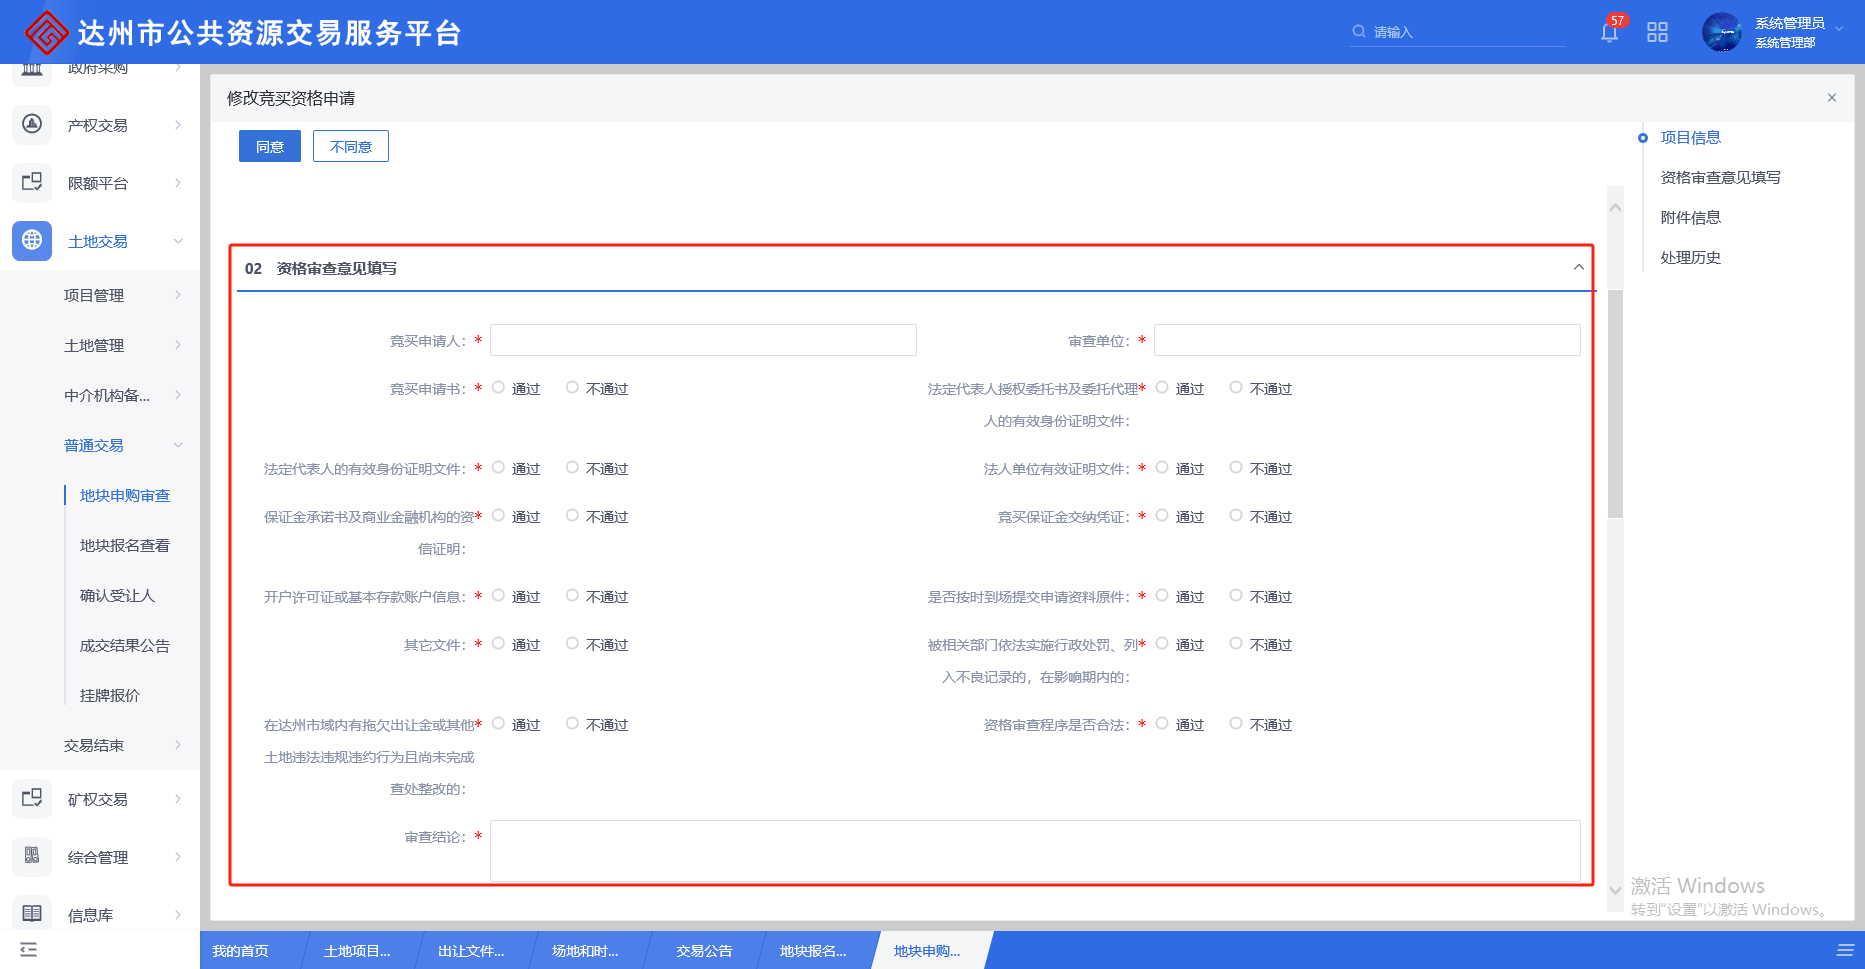 达州市公共资源交易服务平台
请输入
57
系统管理员
系统管理部
政府采购
产权交易
限额平台
土地交易
项目管理
土地管理
中介机构备...
普通交易
地块申购审查
地块报名查看
确认受让人
成交结果公告
挂牌报价
交易结束
矿权交易
综合管理
信息库
修改竞买资格申请
同意
不同意
02 资格审查意见填写
竞买申请人：*
审查单位：*
竞买申请书：* 通过 不通过
法定代表人授权委托书及委托代理* 通过 不通过
人的有效身份证明文件：
法定代表人的有效身份证明文件：* 通过 不通过
法人单位有效证明文件：* 通过 不通过
保证金承诺书及商业金融机构的资* 通过 不通过
信证明：
竞买保证金交纳凭证：* 通过 不通过
开户许可证或基本存款账户信息：* 通过 不通过
是否按时到场提交申请资料原件：* 通过 不通过
其它文件：* 通过 不通过
被相关部门依法实施行政处罚、列* 通过 不通过
入不良记录的，在影响期内的：
在达州市域内有拖欠出让金或其他* 通过 不通过
土地违法违规违约行为且尚未完成
查处整改的：
资格审查程序是否合法：* 通过 不通过
审查结论：*
项目信息
资格审查意见填写
附件信息
处理历史
激活 Windows
转到“设置”以激活 Windows。
我的首页
土地项目...
出让文件...
场地和时...
交易公告
地块报名...
地块申购...